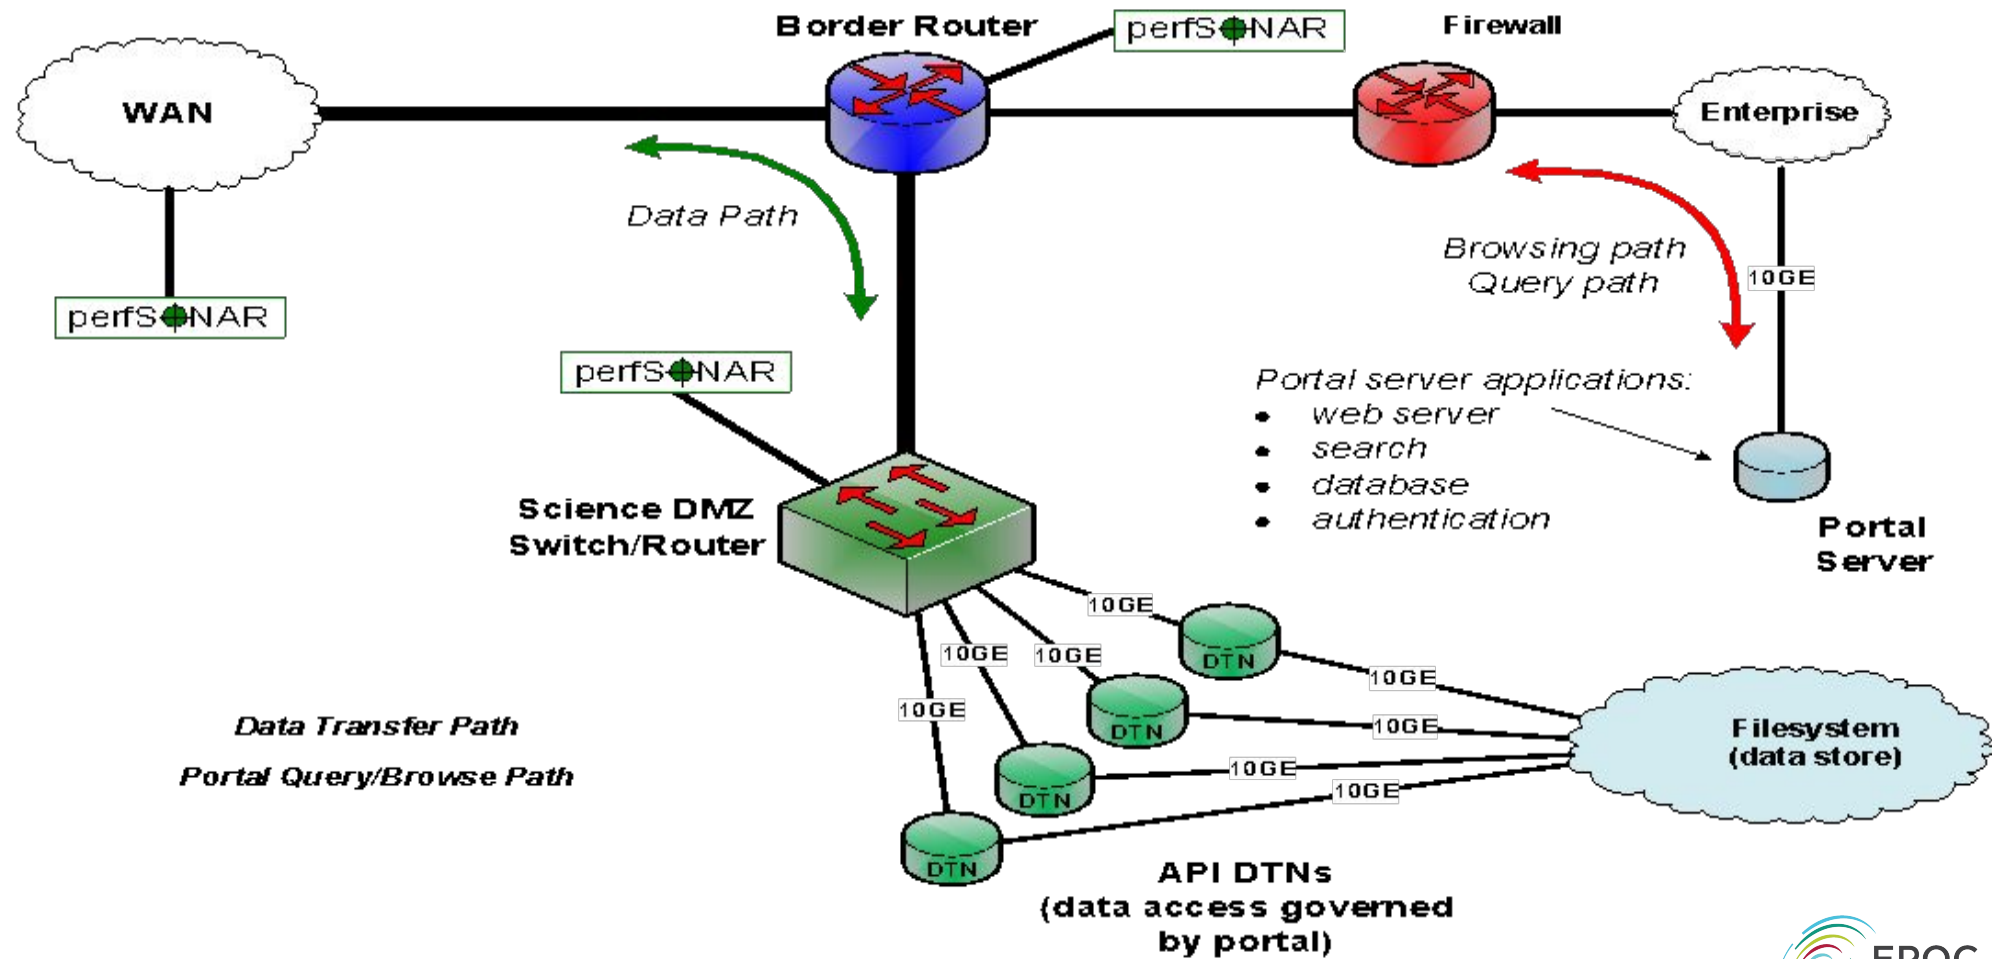 Border Router
perfSONAR
Firewall
WAN
Enterprise
Data Path
Browsing path
Query path
10GE
perfSONAR
perfSONAR
Portal server applications:
• web server
• search
• database
• authentication
Science DMZ
Switch/Router
Portal
Server
10GE
10GE
10GE
10GE
DTN
DTN
DTN
DTN
10GE
10GE
10GE
10GE
Filesystem
(data store)
Data Transfer Path
Portal Query/Browse Path
API DTNs
(data access governed
by portal)
EPOC